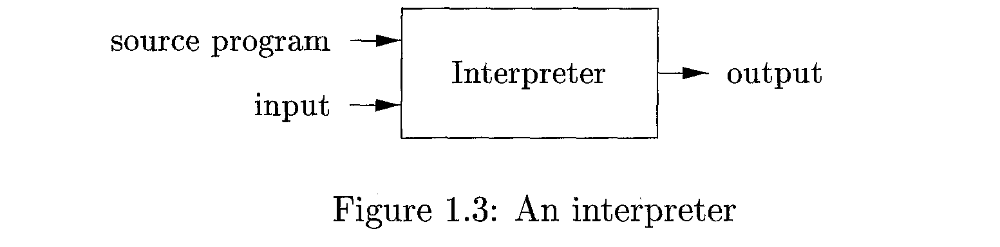 source program
Interpreter
output
input
Figure 1.3: An interpreter